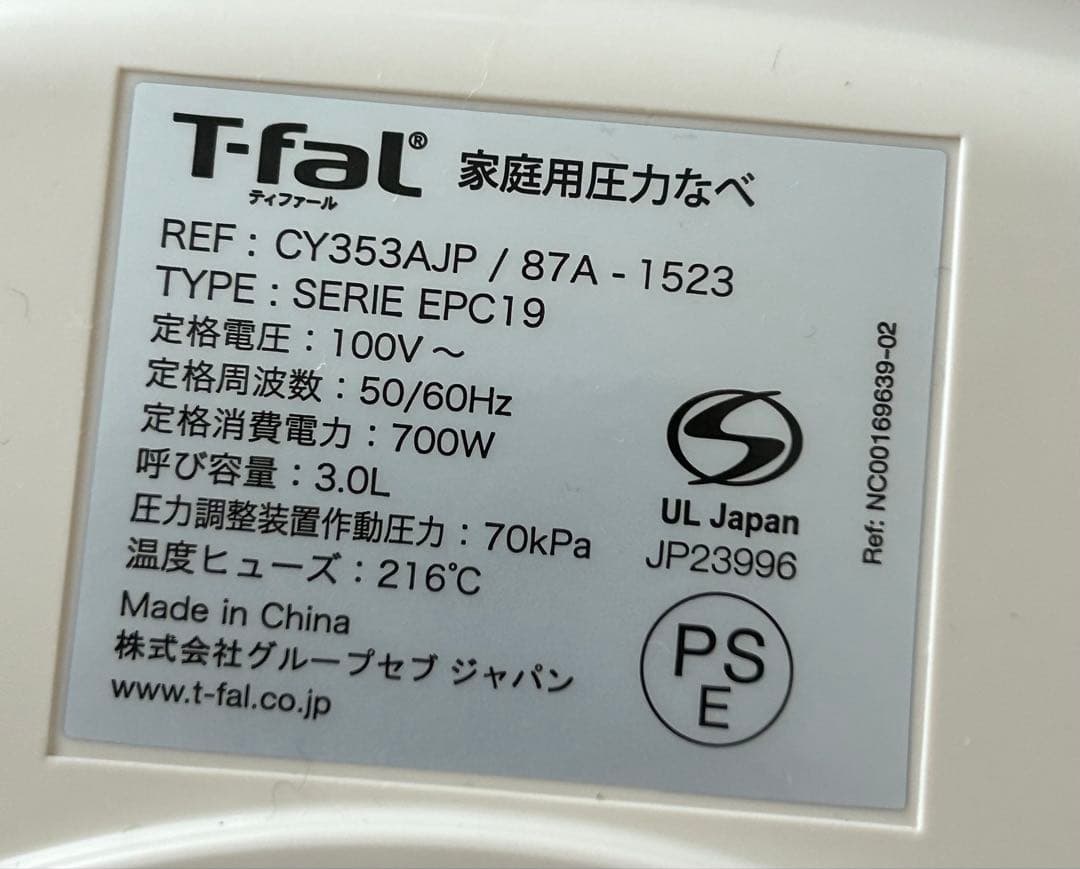 T-fal® 家庭用圧力なべ
ティファール
REF : CY353AJP / 87A - 1523
TYPE : SERIE EPC19
定格電圧 : 100V ～
定格周波数 : 50/60Hz
定格消費電力 : 700W
呼び容量 : 3.0L
圧力調整装置作動圧力 : 70kPa
温度ヒューズ : 216℃
Made in China
株式会社グループセブ ジャパン
www.t-fal.co.jp
S
UL Japan
JP23996
PS
E
Ref: NC00169639-02